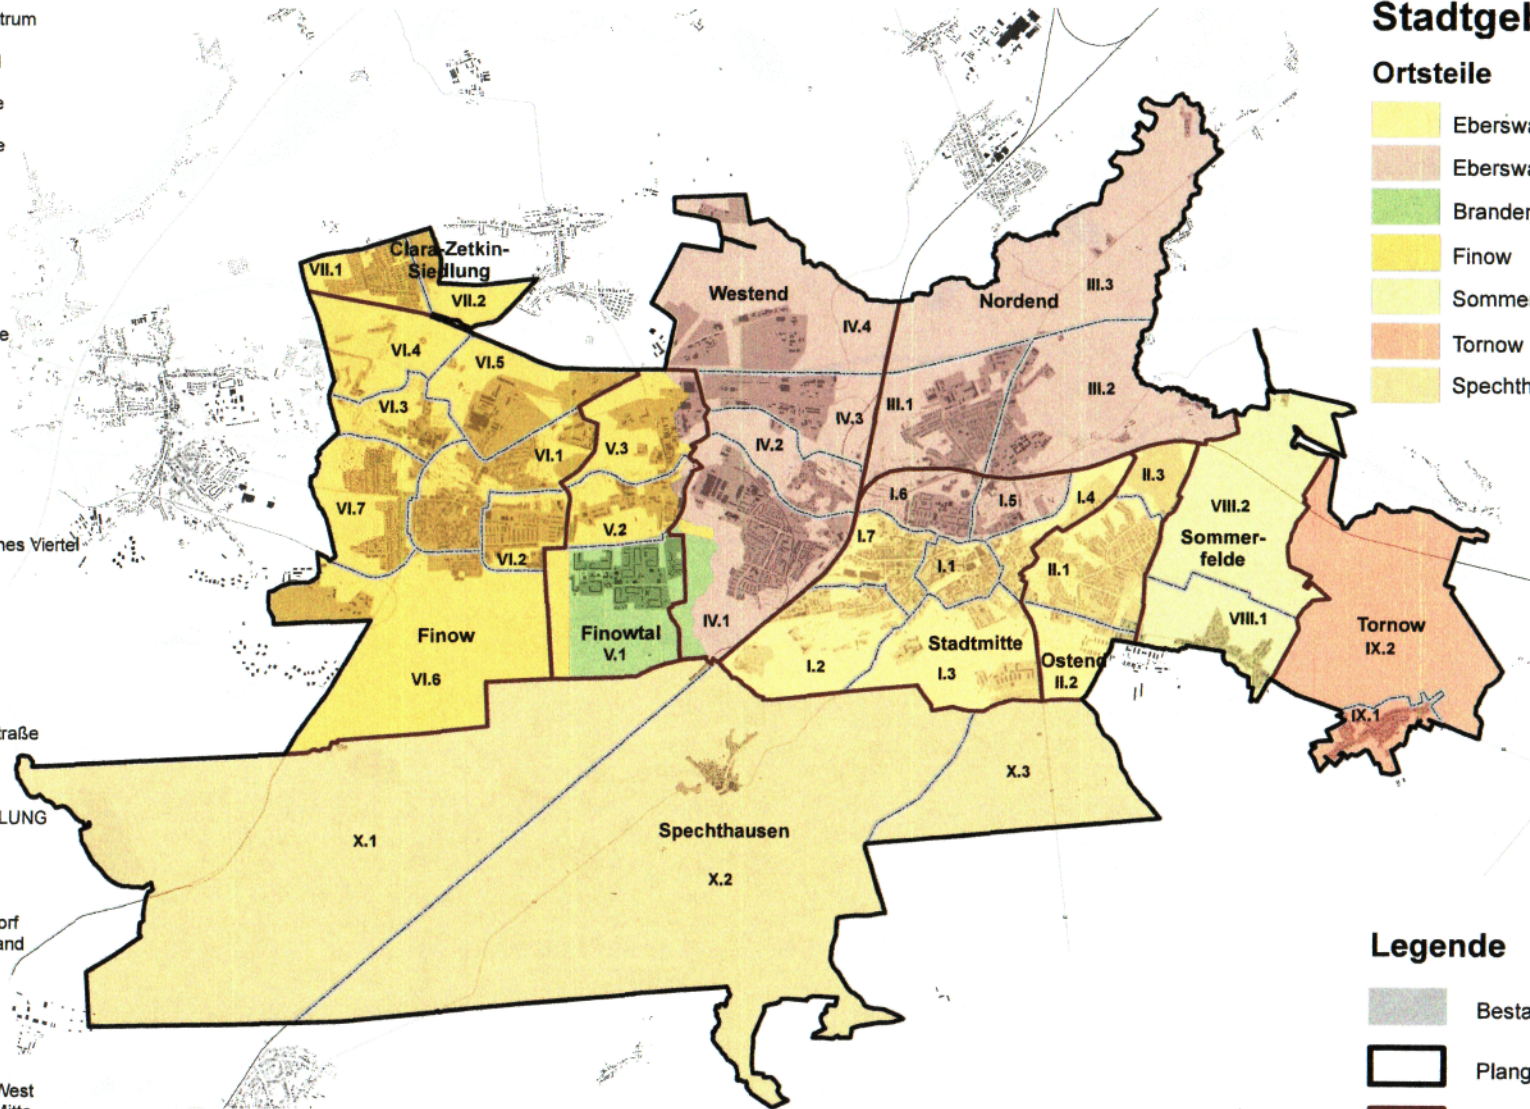 trum
e
e
e
nes Viertel
traße
LUNG
orf
and
West
Clara-Zetkin-
Siedlung
VII.1
VII.2
VI.4
VI.5
VI.3
VI.1
VI.7
VI.2
Finow
VI.6
V.3
V.2
Finowtal
V.1
Westend
IV.4
IV.3
IV.2
IV.1
Nordend
III.3
III.1
III.2
I.6
I.5
I.4
I.7
I.1
Stadtmitte
I.2
I.3
II.3
II.1
Ostend
II.2
VIII.2
Sommer-
felde
VIII.1
Tornow
IX.2
IX.1
X.1
Spechthausen
X.2
X.3
Stadtgeb
Ortsteile
Eberswa
Eberswa
Brander
Finow
Sommer
Tornow
Spechth
Legende
Besta
Plang